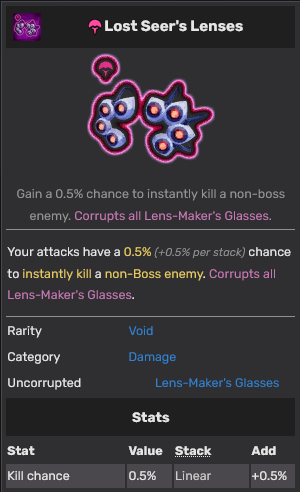 Lost Seer's Lenses
Gain a 0.5% chance to instantly kill a non-boss
enemy. Corrupts all Lens-Maker's Glasses.
Your attacks have a 0.5% (+0.5% per stack) chance
to instantly kill a non-Boss enemy. Corrupts all
Lens-Maker's Glasses.
Rarity Void
Category Damage
Uncorrupted Lens-Maker's Glasses
Stats
Stat Value Stack Add
Kill chance 0.5% Linear +0.5%